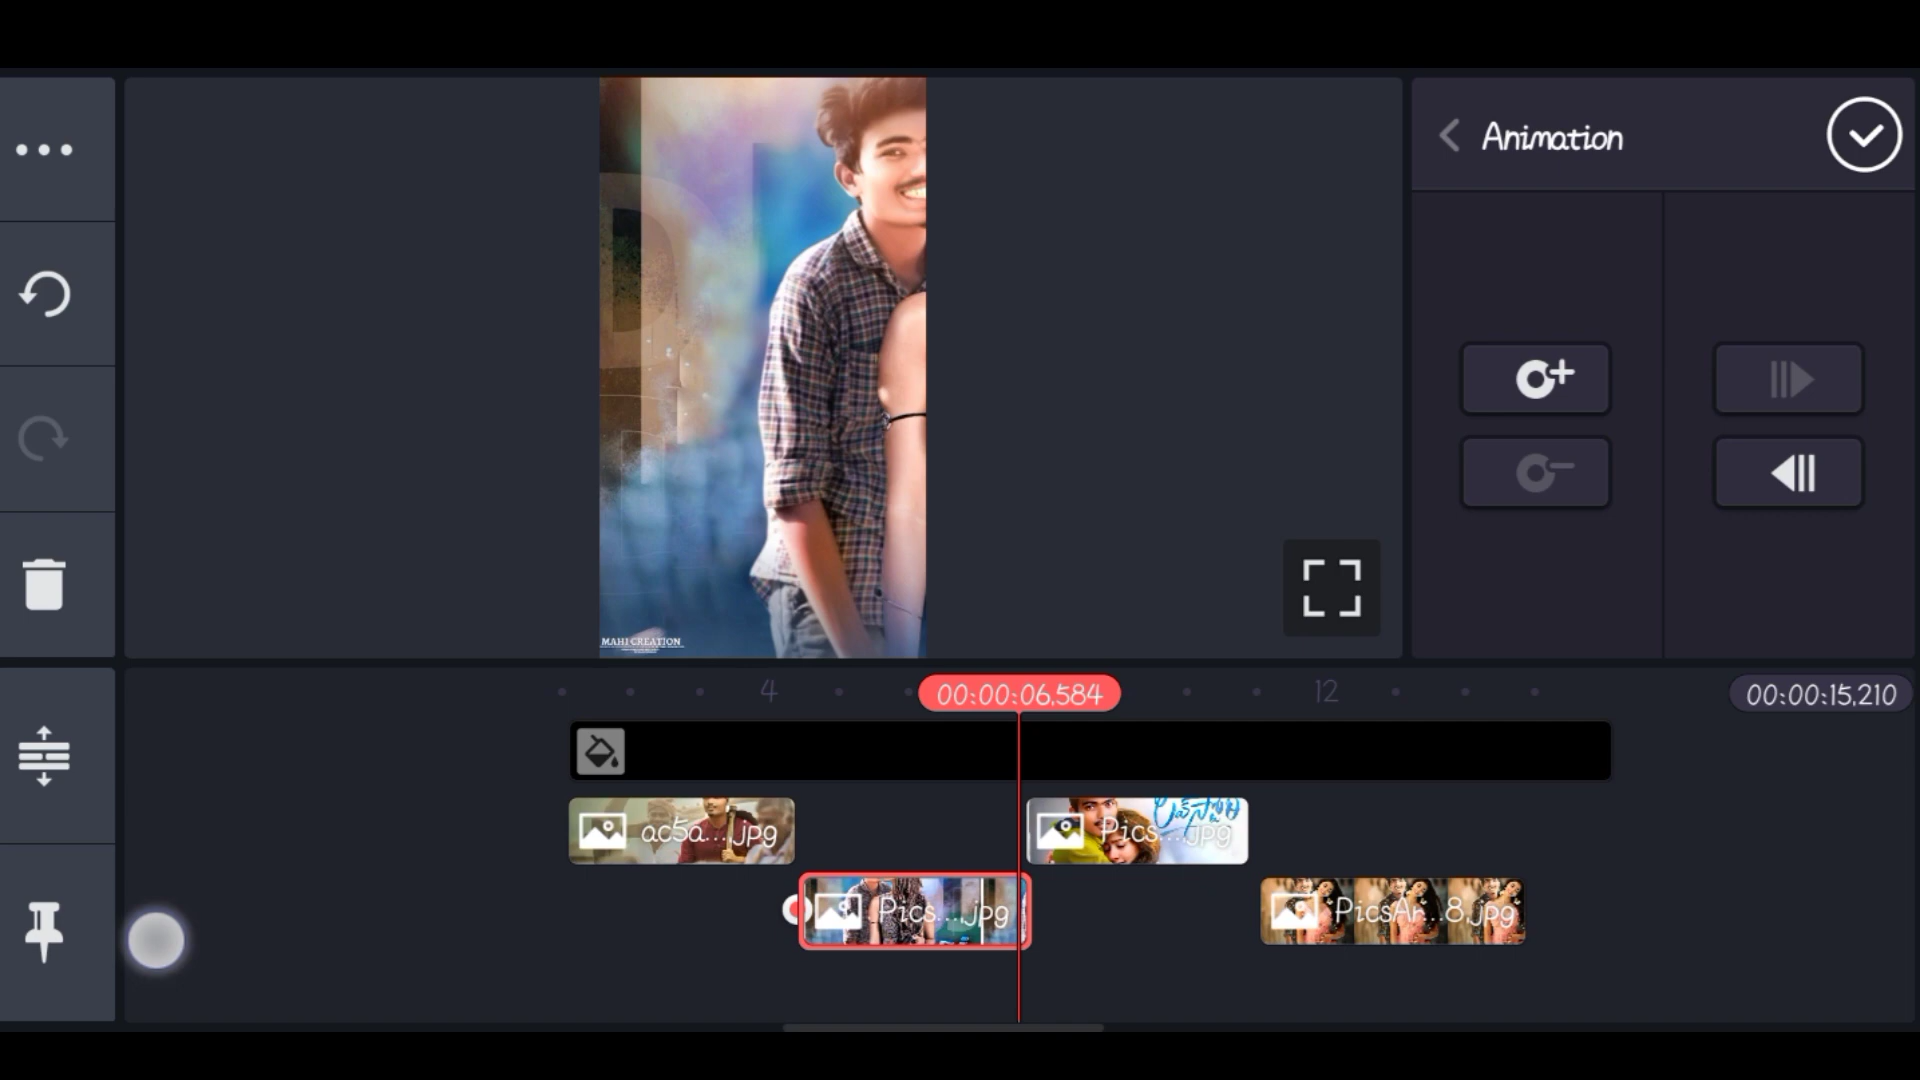 Animation
MAHI CREATION
4
00:00:06,584
12
00:00:15,210
ac5a....jpg
Pics....jpg
Pics....jpg
PicsAr...8.jpg